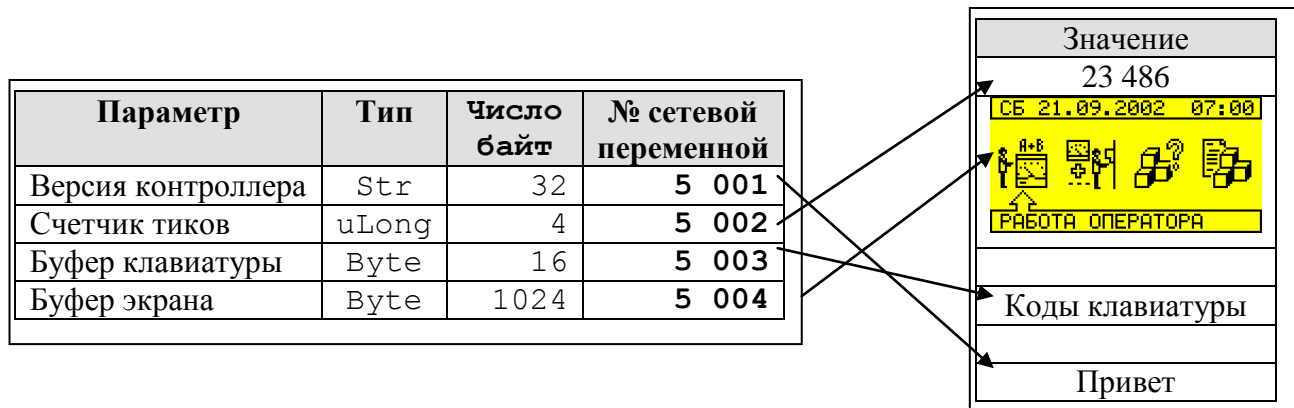 Параметр Тип Число байт № сетевой переменной
Версия контроллера Str 32 5 001
Счетчик тиков uLong 4 5 002
Буфер клавиатуры Byte 16 5 003
Буфер экрана Byte 1024 5 004
Значение
23 486
СБ 21.09.2002 07:00
A+B
?
РАБОТА ОПЕРАТОРА
Коды клавиатуры
Привет